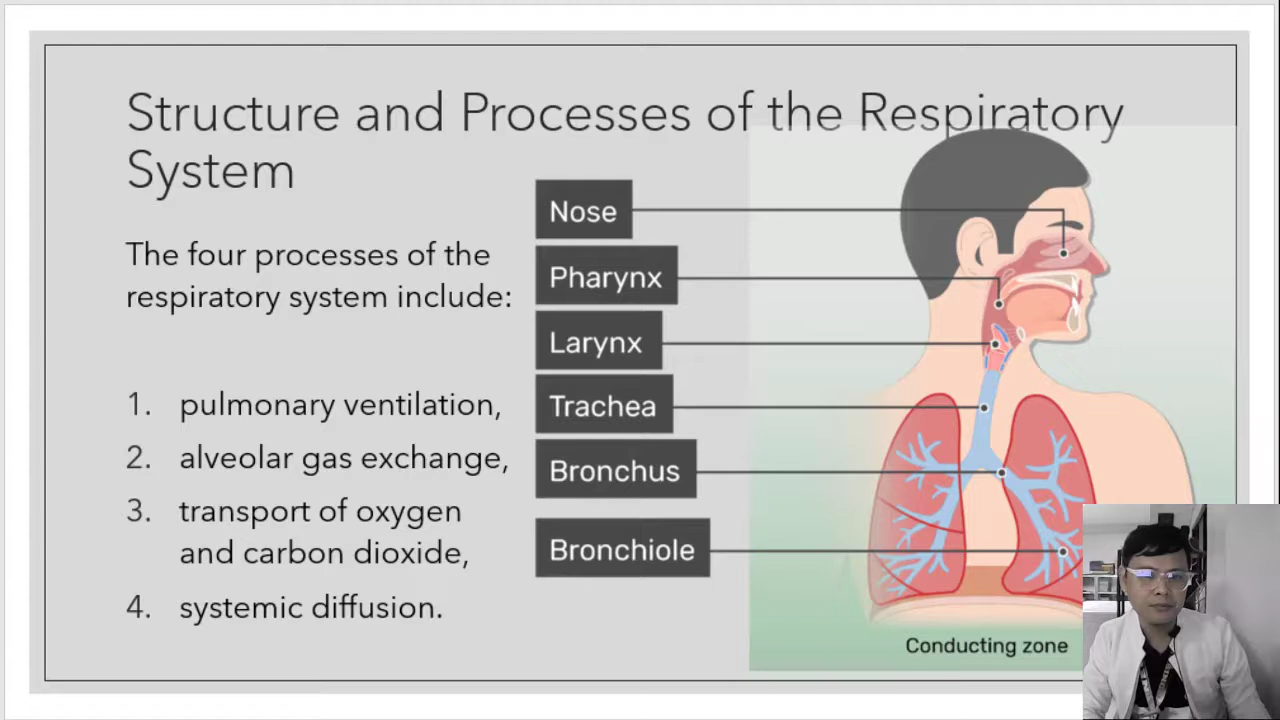 Structure and Processes of the Respiratory
System
The four processes of the
respiratory system include:
1. pulmonary ventilation,
2. alveolar gas exchange,
3. transport of oxygen
and carbon dioxide,
4. systemic diffusion.
Nose
Pharynx
Larynx
Trachea
Bronchus
Bronchiole
Conducting zone